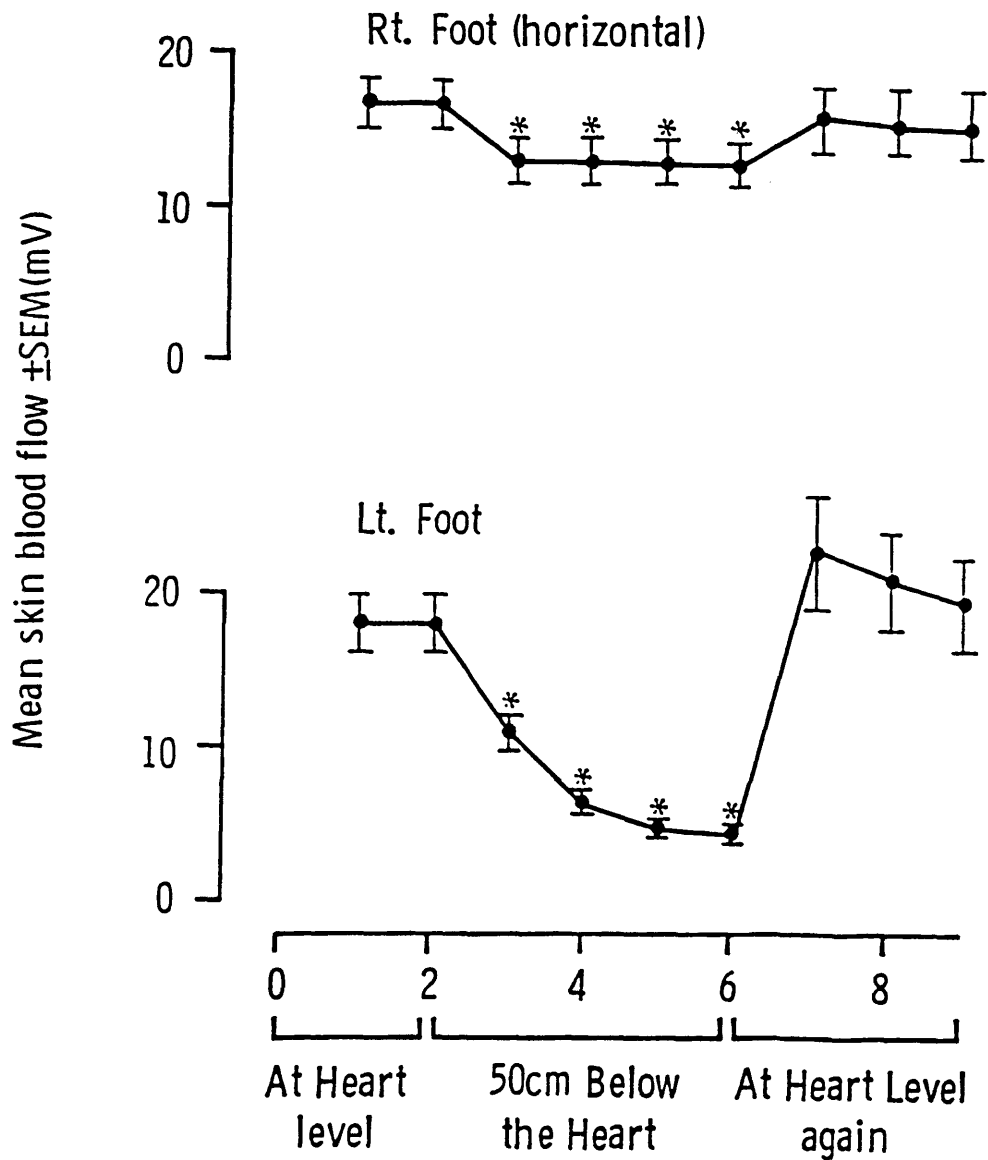 Rt. Foot (horizontal)
20
10
0
* * * *
Mean skin blood flow ±SEM(mV)
Lt. Foot
20
10
0
* * * *
0 2 4 6 8
At Heart level
50cm Below the Heart
At Heart Level again